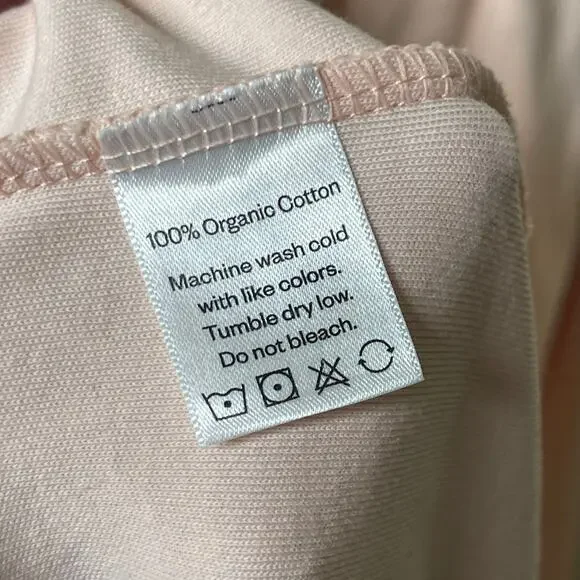 100% Organic Cotton
Machine wash cold
with like colors.
Tumble dry low.
Do not bleach.